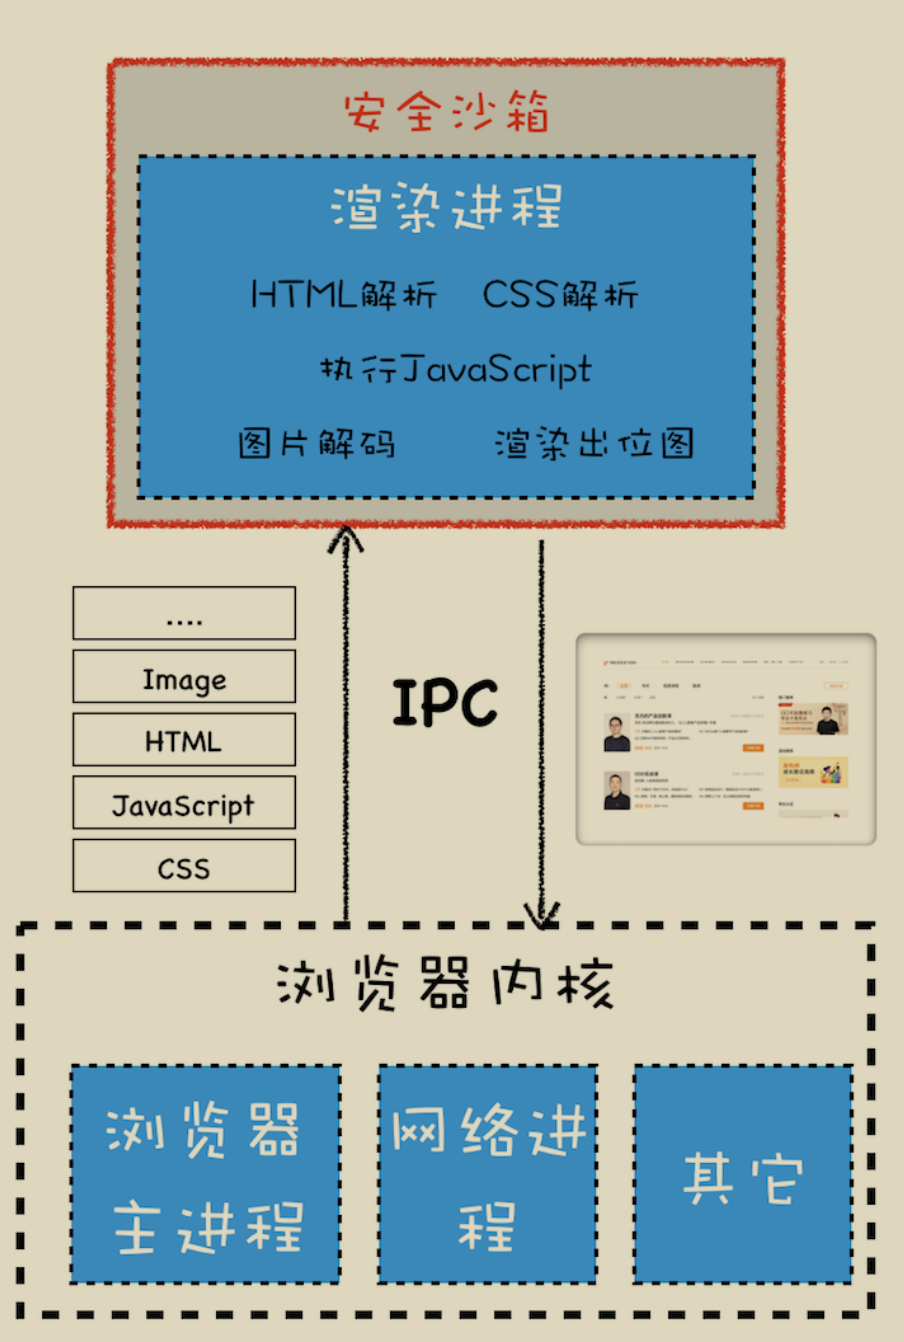 安全沙箱
渲染进程
HTML解析 CSS解析
执行JavaScript
图片解码 渲染出位图
....
Image
HTML
JavaScript
CSS
IPC
浏览器内核
浏览器
主进程
网络进
程
其它